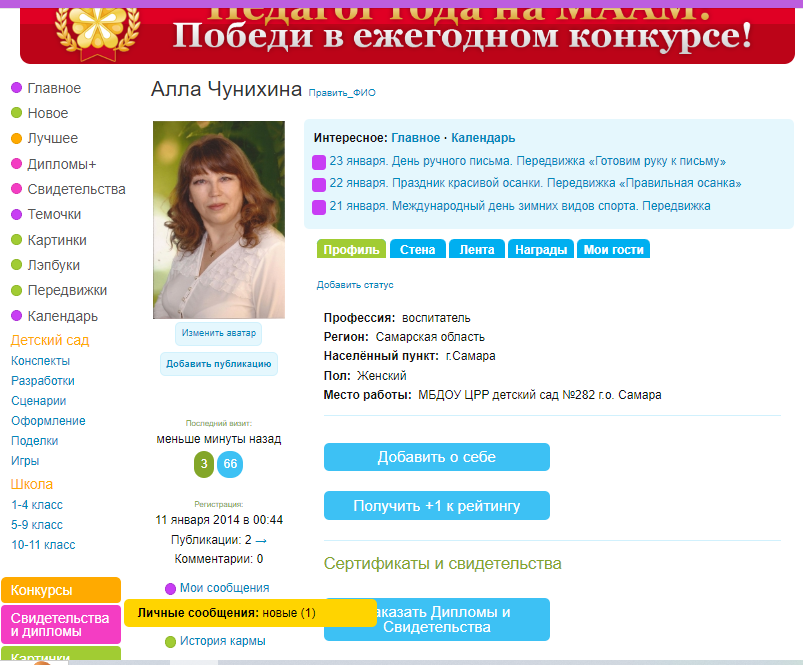 Педагог года на МААМ.
Победи в ежегодном конкурсе!
Главное
Новое
Лучшее
Дипломы+
Свидетельства
Темочки
Картинки
Лэпбуки
Передвижки
Календарь
Детский сад
Конспекты
Разработки
Сценарии
Оформление
Поделки
Игры
Школа
1-4 класс
5-9 класс
10-11 класс
Конкурсы
Свидетельства
и дипломы
Картинки
Алла Чунихина Править_ФИО
Изменить аватар
Добавить публикацию
Последний визит:
меньше минуты назад
3 66
Регистрация:
11 января 2014 в 00:44
Публикации: 2 →
Комментарии: 0
Мои сообщения
Личные сообщения: новые (1)
История кармы
Интересное: Главное · Календарь
23 января. День ручного письма. Передвижка «Готовим руку к письму»
22 января. Праздник красивой осанки. Передвижка «Правильная осанка»
21 января. Международный день зимних видов спорта. Передвижка
Профиль Стена Лента Награды Мои гости
Добавить статус
Профессия: воспитатель
Регион: Самарская область
Населённый пункт: г.Самара
Пол: Женский
Место работы: МБДОУ ЦРР детский сад №282 г.о. Самара
Добавить о себе
Получить +1 к рейтингу
Сертификаты и свидетельства
аказать Дипломы и
Свидетельства